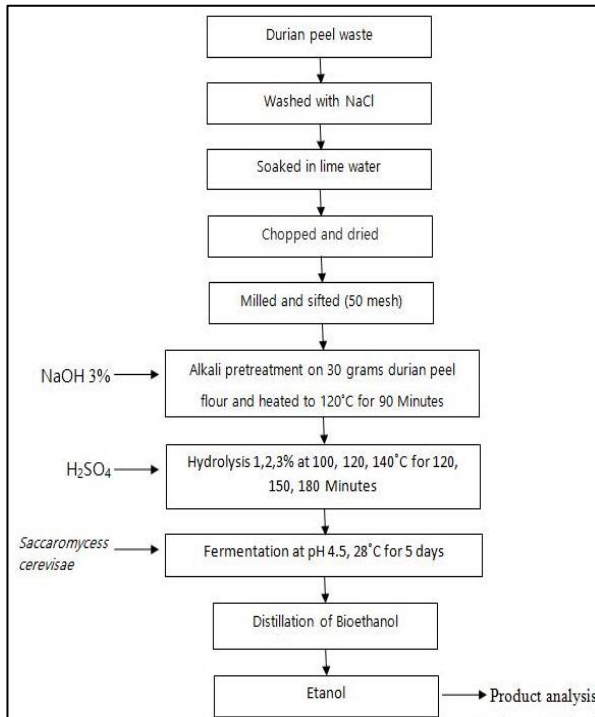 Durian peel waste
Washed with NaCl
Soaked in lime water
Chopped and dried
Milled and sifted (50 mesh)
NaOH 3%
Alkali pretreatment on 30 grams durian peel
flour and heated to 120°C for 90 Minutes
H₂SO₄
Hydrolysis 1,2,3% at 100, 120, 140°C for 120,
150, 180 Minutes
Saccaromycess
cerevisae
Fermentation at pH 4.5, 28°C for 5 days
Distillation of Bioethanol
Etanol
Product analysis